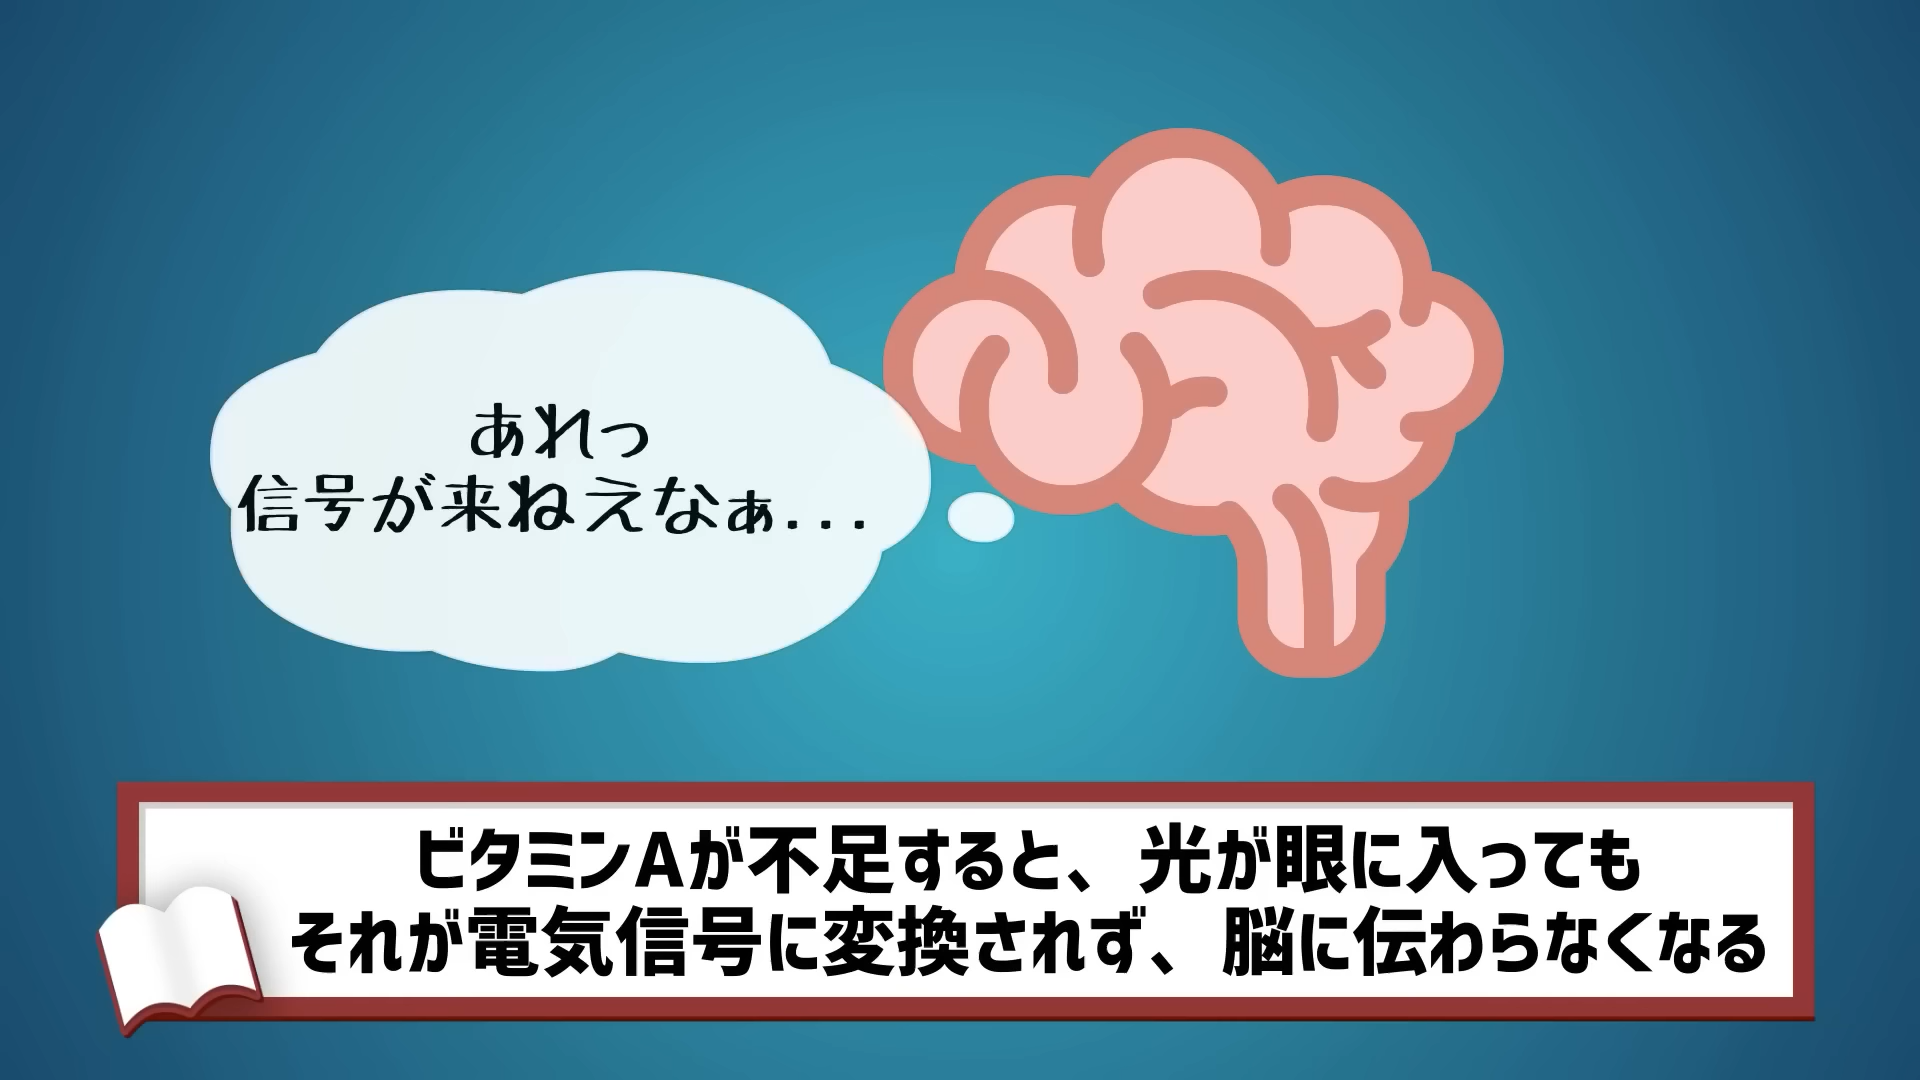 あれっ
信号が来ねえなぁ...
ビタミンAが不足すると、光が眼に入っても
それが電気信号に変換されず、脳に伝わらなくなる